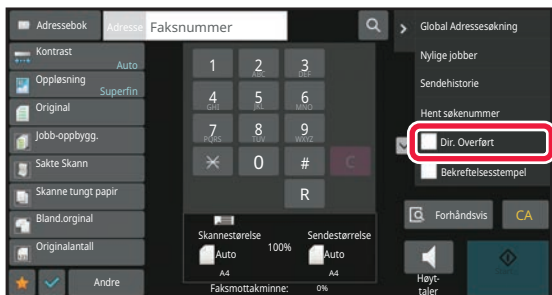 Adressebok
Adresse
Faksnummer
Global Adressesøkning
Kontrast
Auto
Nylige jobber
Oppløsning
Superfin
Sendehistorie
Original
Hent søkenummer
Jobb-oppbygg.
Dir. Overført
Sakte Skann
Bekreftelsesstempel
Skanne tungt papir
Bland.orginal
Originalantall
Andre
1
2 ABC
3 DEF
4 GHI
5 JKL
6 MNO
7 PQRS
8 TUV
9 WXYZ
0
#
C
R
Skannestørelse
100%
Sendestørrelse
Auto
A4
Auto
A4
Faksmottakminne:
0%
Forhåndsvis
CA
Høyt-
taler